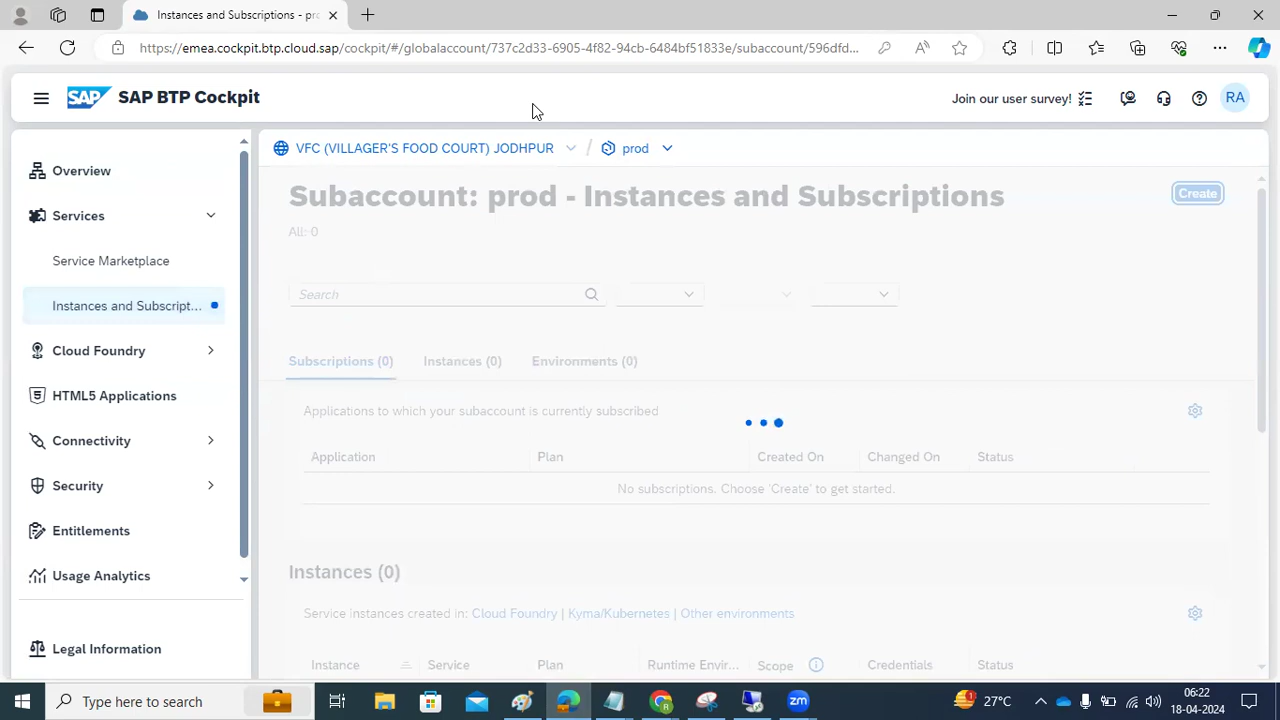 Instances and Subscriptions - pro
https://emea.cockpit.btp.cloud.sap/cockpit/#/globalaccount/737c2d33-0905-4f82-94cb-6484bf51833e/subaccount/596dfd...
SAP BTP Cockpit
Join our user survey!
RA
VFC (VILLAGER'S FOOD COURT) JODHPUR / prod
Overview
Services
Service Marketplace
Instances and Subscript...
Cloud Foundry
HTML5 Applications
Connectivity
Security
Entitlements
Usage Analytics
Legal Information
Subaccount: prod - Instances and Subscriptions
Create
All: 0
Search
Subscriptions (0) Instances (0) Environments (0)
Applications to which your subaccount is currently subscribed
Application Plan Created On Changed On Status
No subscriptions. Choose 'Create' to get started.
Instances (0)
Service instances created in: Cloud Foundry | Kyma/Kubernetes | Other environments
Instance Service Plan Runtime Envir... Scope Credentials Status
Type here to search
27°C
06:22
18-04-2024